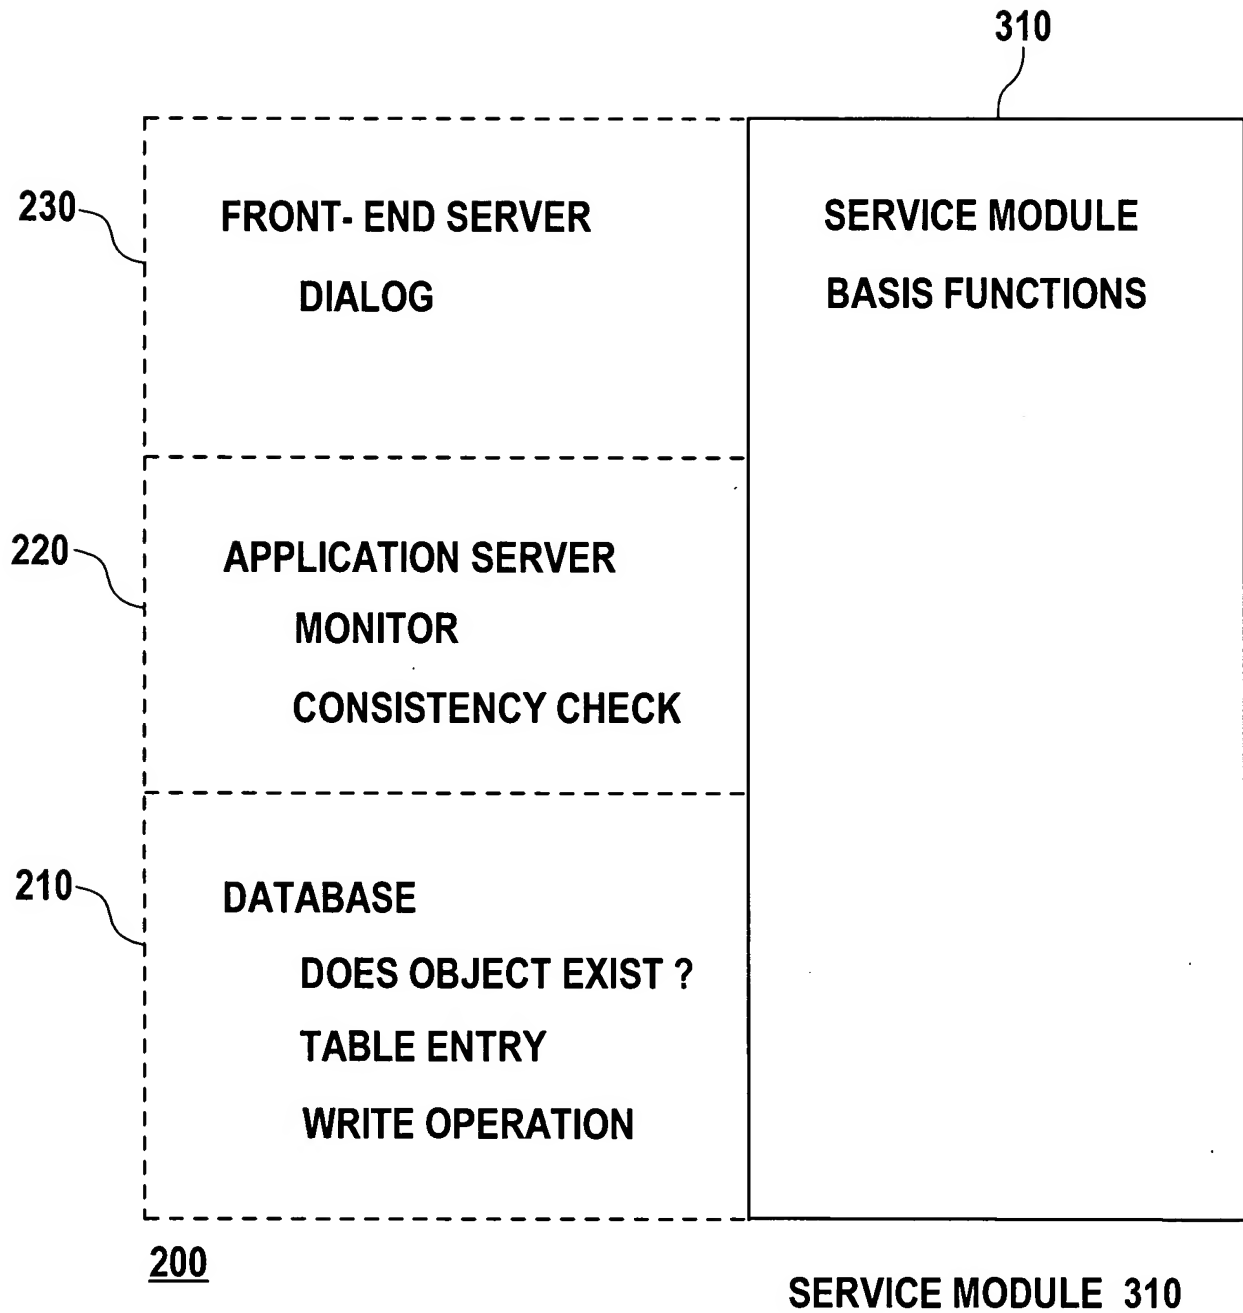 310
230
FRONT- END SERVER
DIALOG
SERVICE MODULE
BASIS FUNCTIONS
220
APPLICATION SERVER
MONITOR
CONSISTENCY CHECK
210
DATABASE
DOES OBJECT EXIST ?
TABLE ENTRY
WRITE OPERATION
200
SERVICE MODULE 310